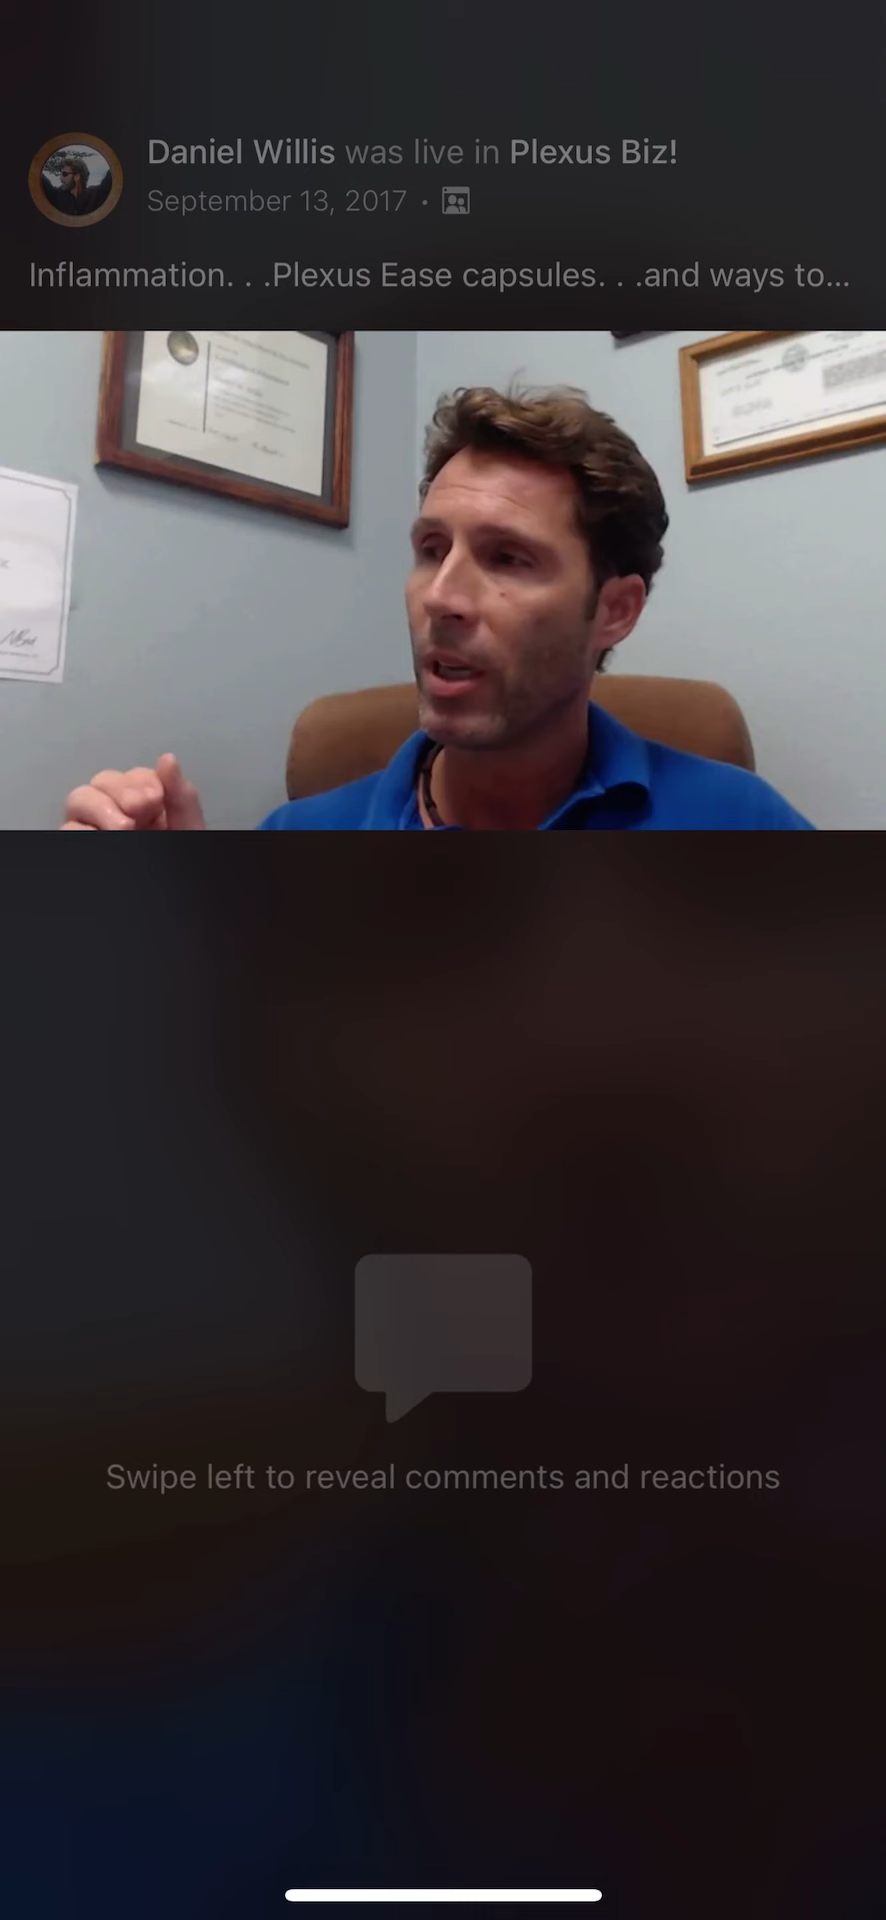 Daniel Willis was live in Plexus Biz!
September 13, 2017 ·
Inflammation. . .Plexus Ease capsules. . .and ways to...
Swipe left to reveal comments and reactions